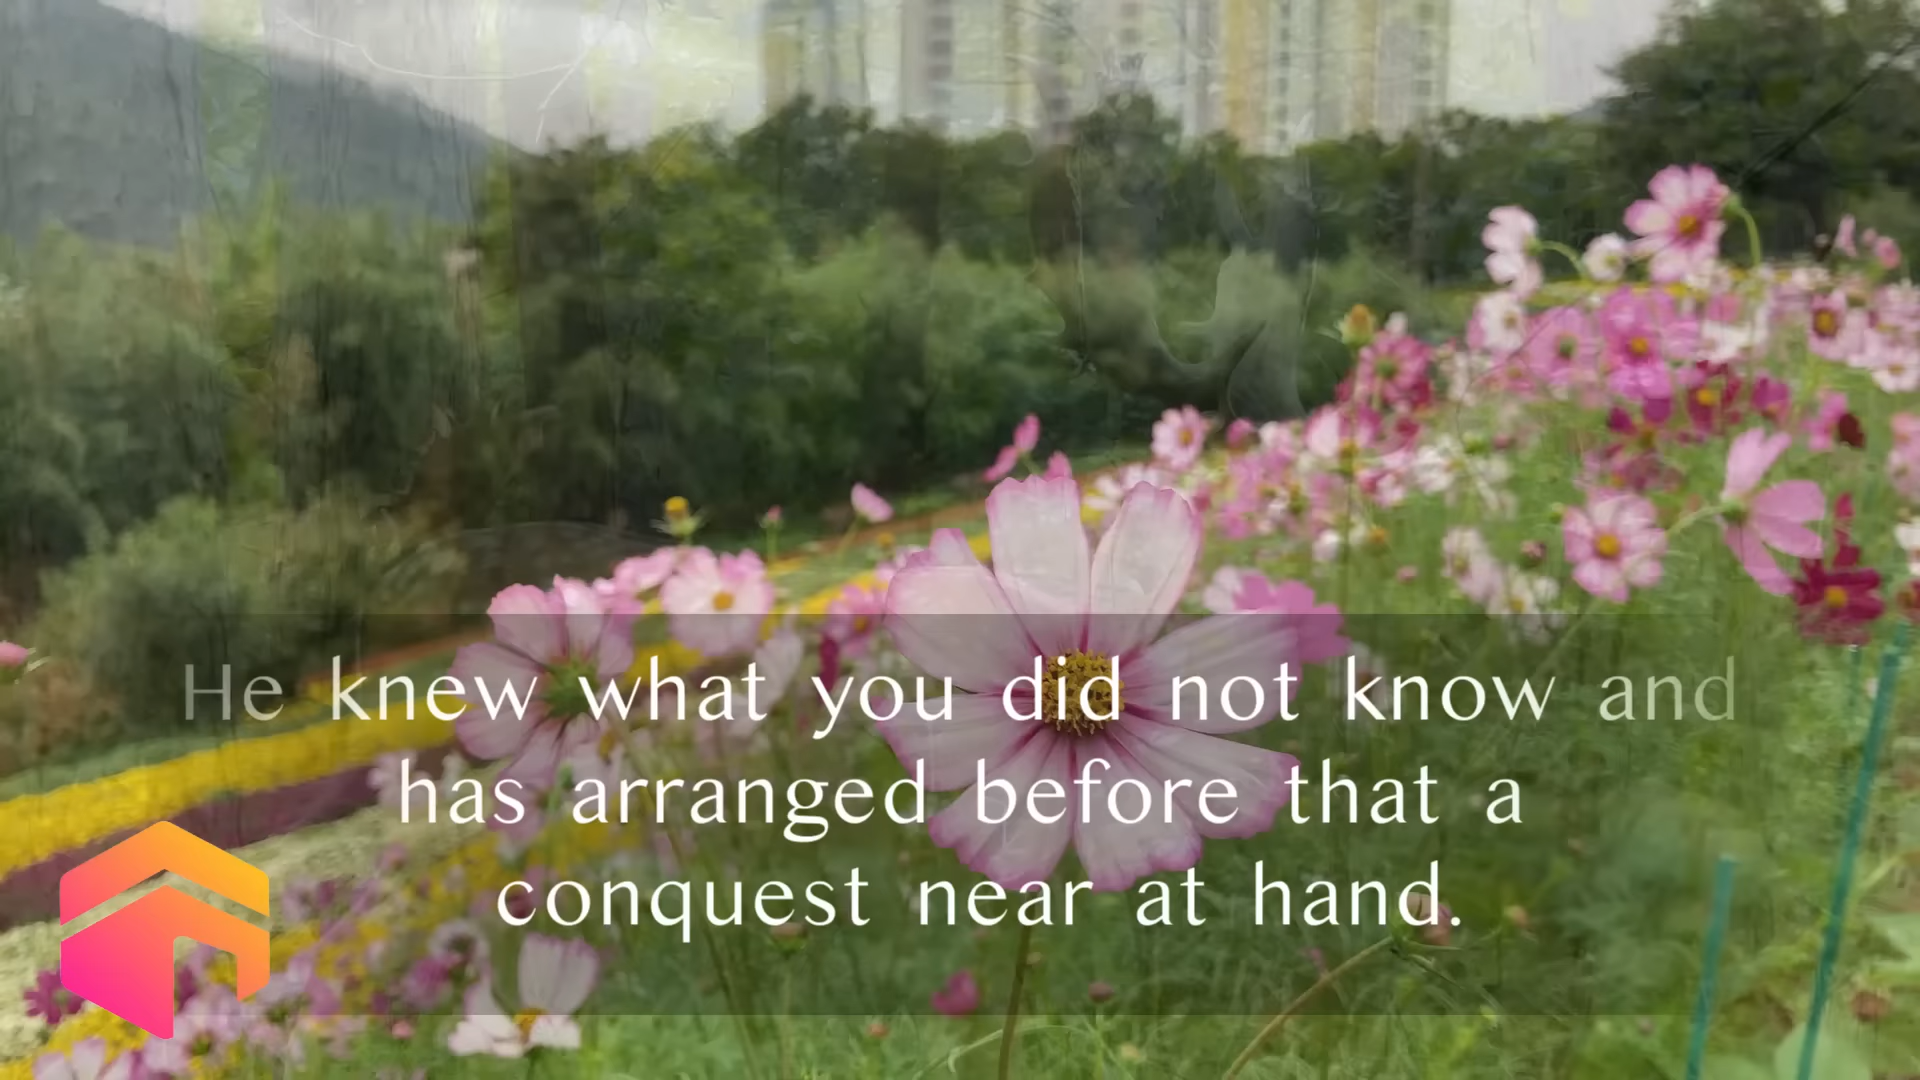 He knew what you did not know and
has arranged before that a
conquest near at hand.